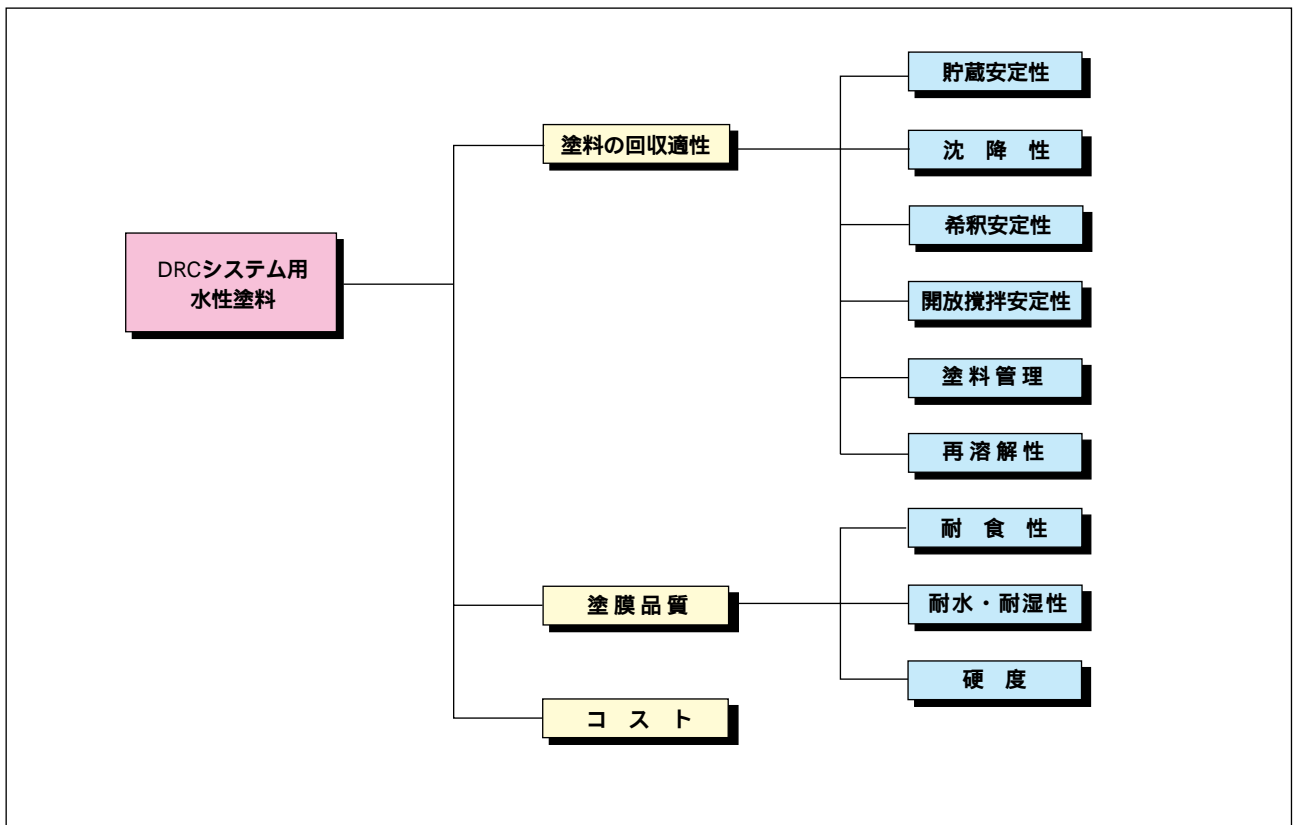 DRCシステム用
水性塗料
塗料の回収適性
貯蔵安定性
沈降性
希釈安定性
開放撹拌安定性
塗料管理
再溶解性
塗膜品質
耐食性
耐水・耐湿性
硬度
コスト